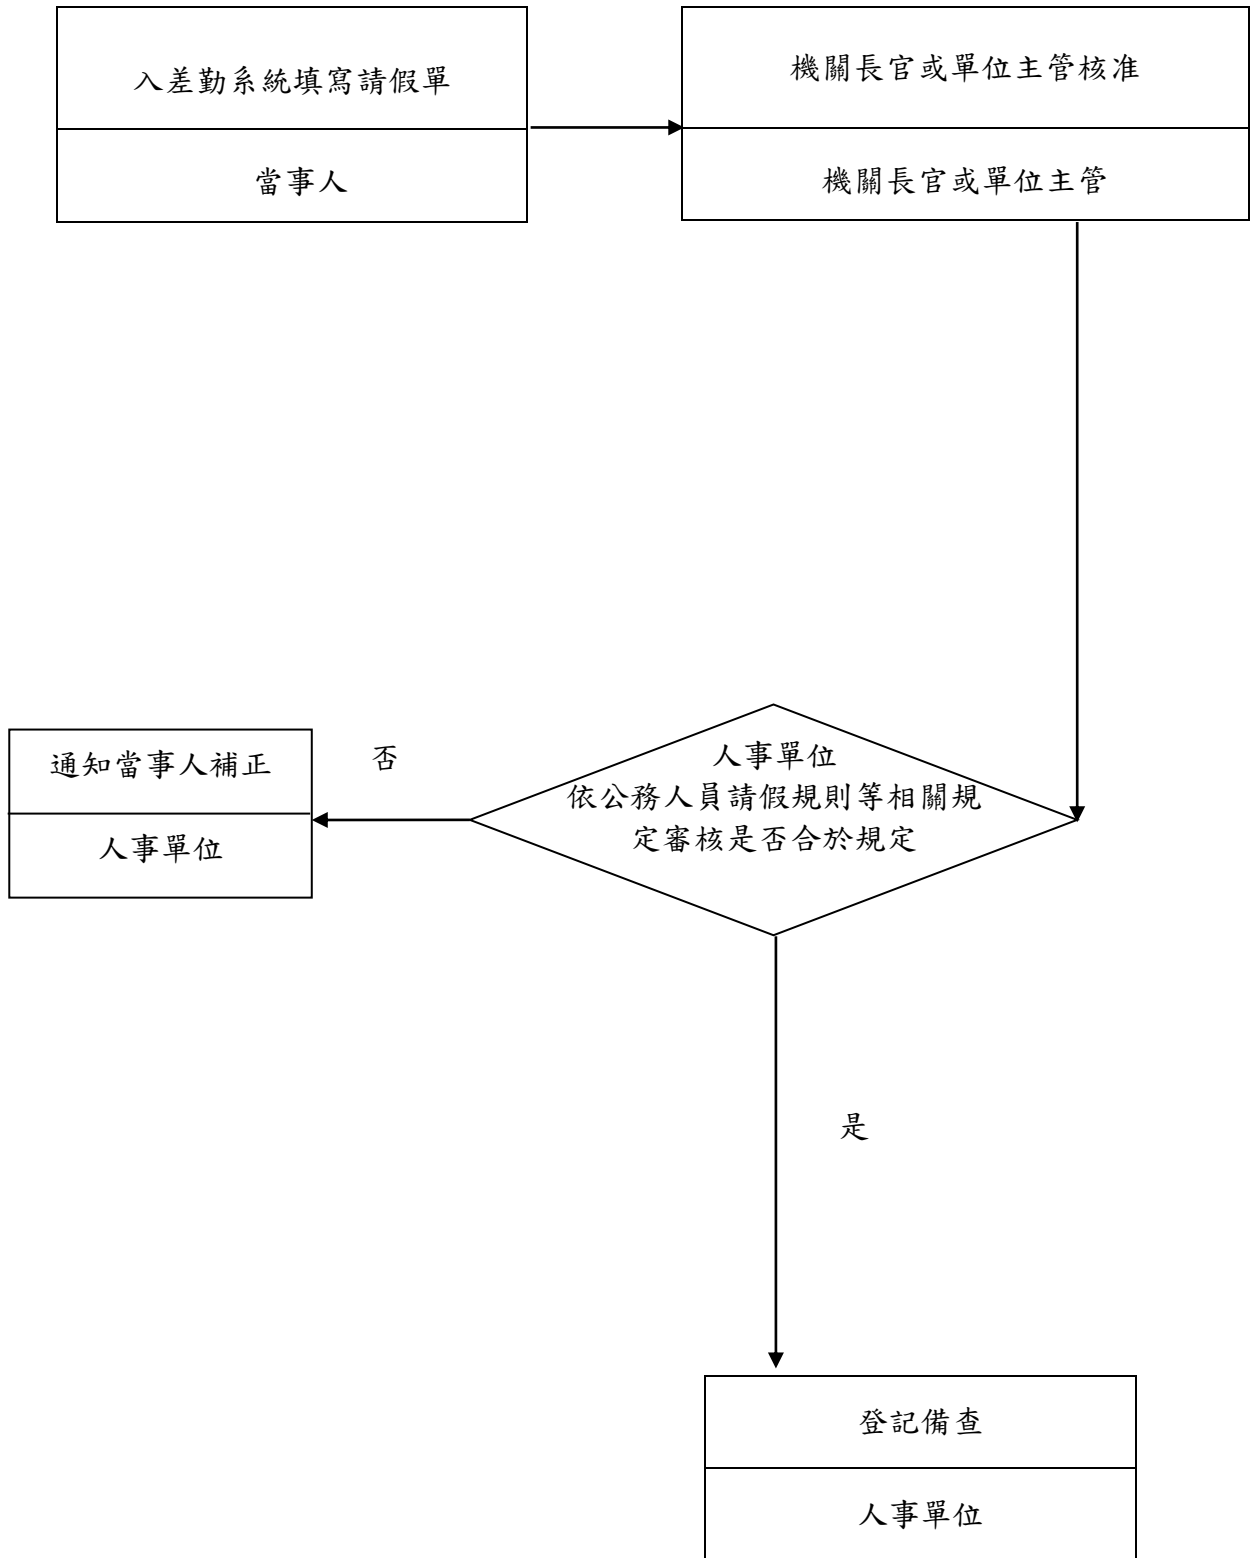 入差勤系統填寫請假單
當事人
機關長官或單位主管核准
機關長官或單位主管
人事單位
依公務人員請假規則等相關規
定審核是否合於規定
否
通知當事人補正
人事單位
是
登記備查
人事單位